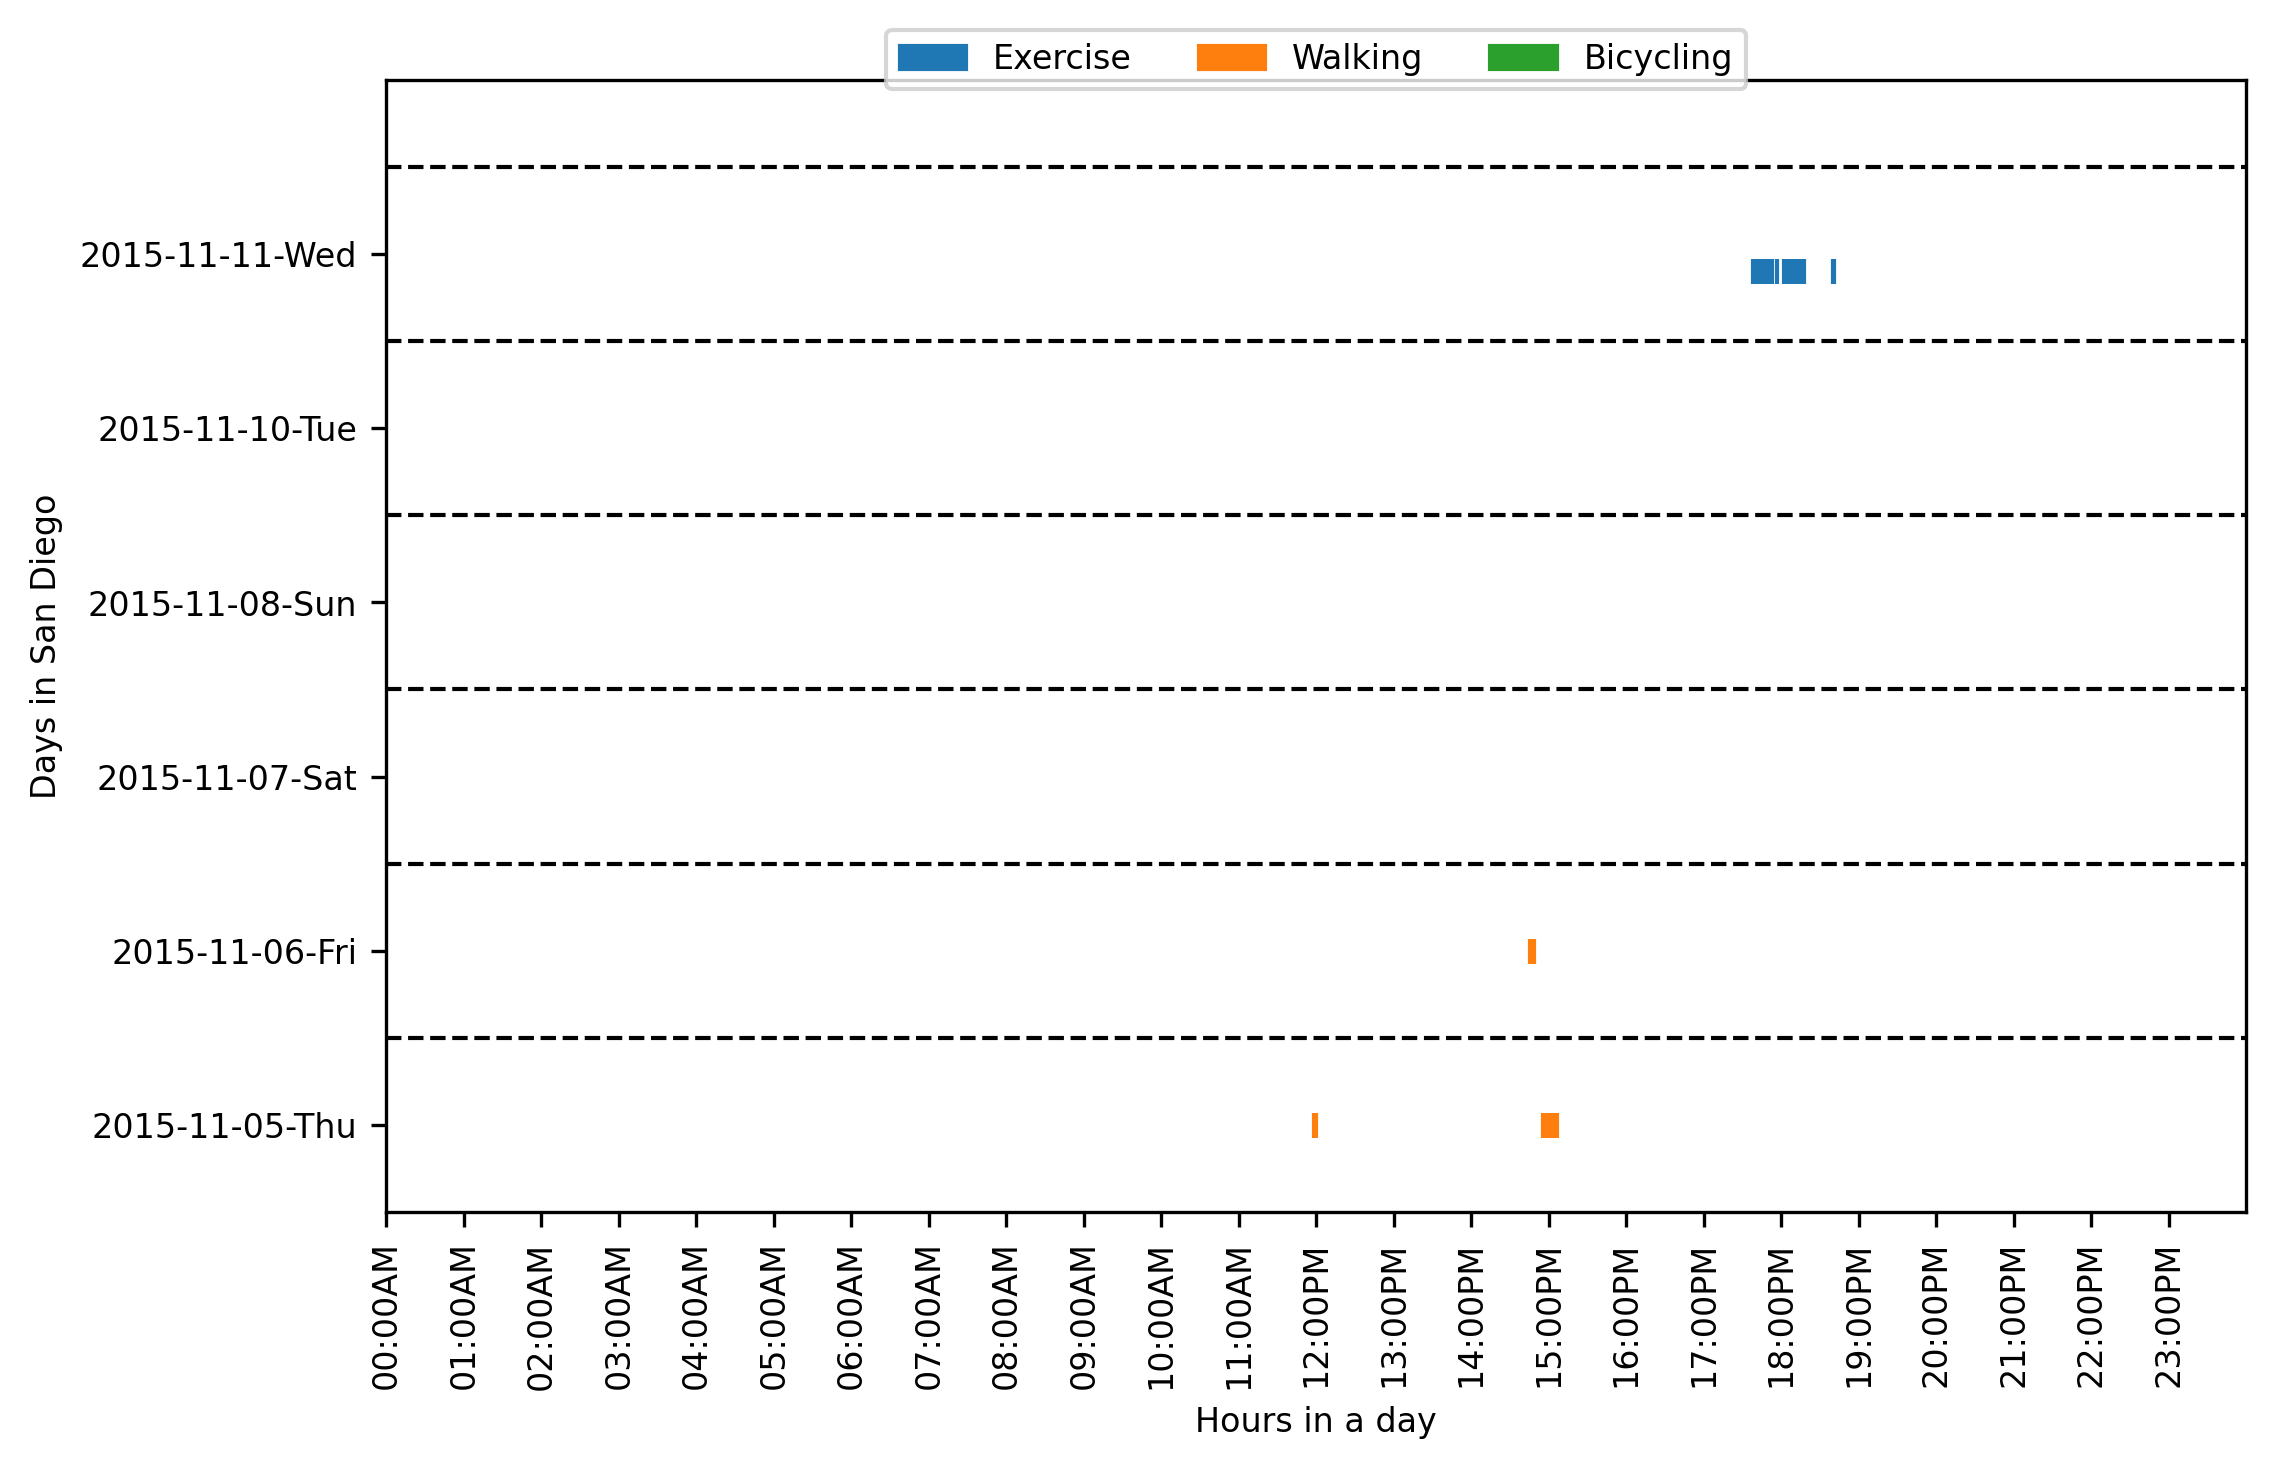 Exercise Walking Bicycling
Days in San Diego
2015-11-11-Wed
2015-11-10-Tue
2015-11-08-Sun
2015-11-07-Sat
2015-11-06-Fri
2015-11-05-Thu
00:00AM
01:00AM
02:00AM
03:00AM
04:00AM
05:00AM
06:00AM
07:00AM
08:00AM
09:00AM
10:00AM
11:00AM
12:00PM
13:00PM
14:00PM
15:00PM
16:00PM
17:00PM
18:00PM
19:00PM
20:00PM
21:00PM
22:00PM
23:00PM
Hours in a day